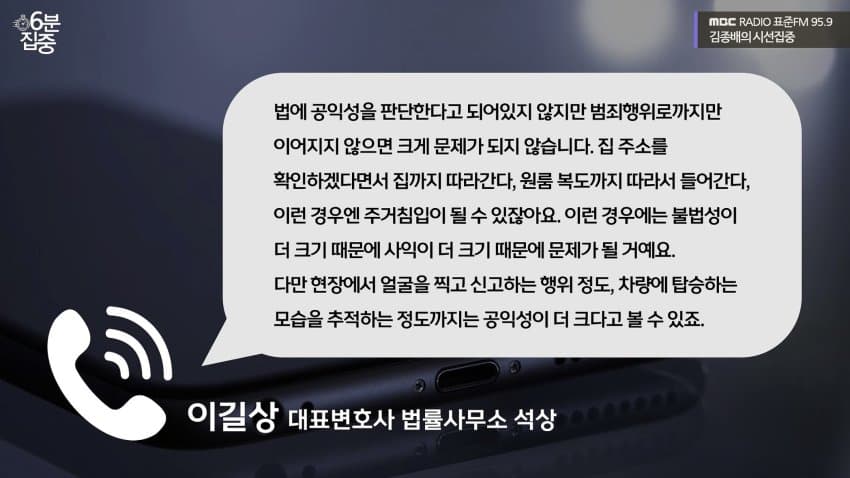 6분
집중
MBC RADIO 표준FM 95.9
김종배의 시선집중
법에 공익성을 판단한다고 되어있지 않지만 범죄행위로까지만
이어지지 않으면 크게 문제가 되지 않습니다. 집 주소를
확인하겠다면서 집까지 따라간다, 원룸 복도까지 따라서 들어간다,
이런 경우엔 주거침입이 될 수 있잖아요. 이런 경우에는 불법성이
더 크기 때문에 사익이 더 크기 때문에 문제가 될 거예요.
다만 현장에서 얼굴을 찍고 신고하는 행위 정도, 차량에 탑승하는
모습을 추적하는 정도까지는 공익성이 더 크다고 볼 수 있죠.
이길상 대표변호사 법률사무소 석상